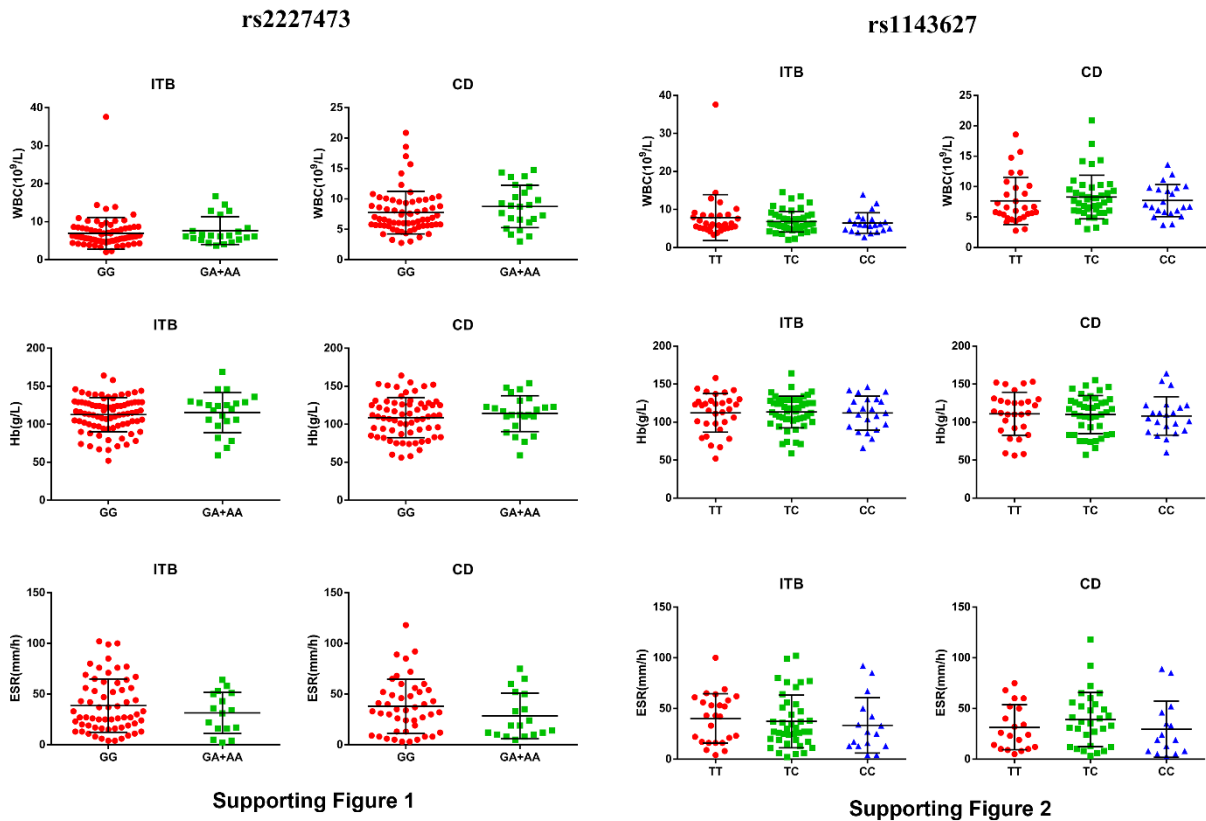 rs2227473
ITB
CD
WBC(10⁹/L)
40
30
20
10
0
GG
GA+AA
WBC(10⁹/L)
25
20
15
10
5
0
GG
GA+AA
ITB
CD
Hb(g/L)
200
150
100
50
0
GG
GA+AA
Hb(g/L)
200
150
100
50
0
GG
GA+AA
ITB
CD
ESR(mm/h)
150
100
50
0
GG
GA+AA
ESR(mm/h)
150
100
50
0
GG
GA+AA
Supporting Figure 1
rs1143627
ITB
CD
WBC(10⁹/L)
40
30
20
10
0
TT
TC
CC
WBC(10⁹/L)
25
20
15
10
5
0
TT
TC
CC
ITB
CD
Hb(g/L)
200
150
100
50
0
TT
TC
CC
Hb(g/L)
200
150
100
50
0
TT
TC
CC
ITB
CD
ESR(mm/h)
150
100
50
0
TT
TC
CC
ESR(mm/h)
150
100
50
0
TT
TC
CC
Supporting Figure 2